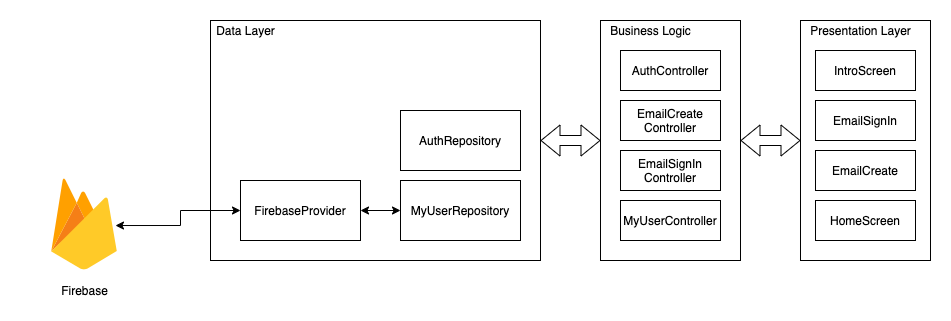 Data Layer
Business Logic
Presentation Layer
AuthController
IntroScreen
EmailCreate
Controller
EmailSignIn
AuthRepository
EmailSignIn
Controller
EmailCreate
FirebaseProvider
MyUserRepository
MyUserController
HomeScreen
Firebase